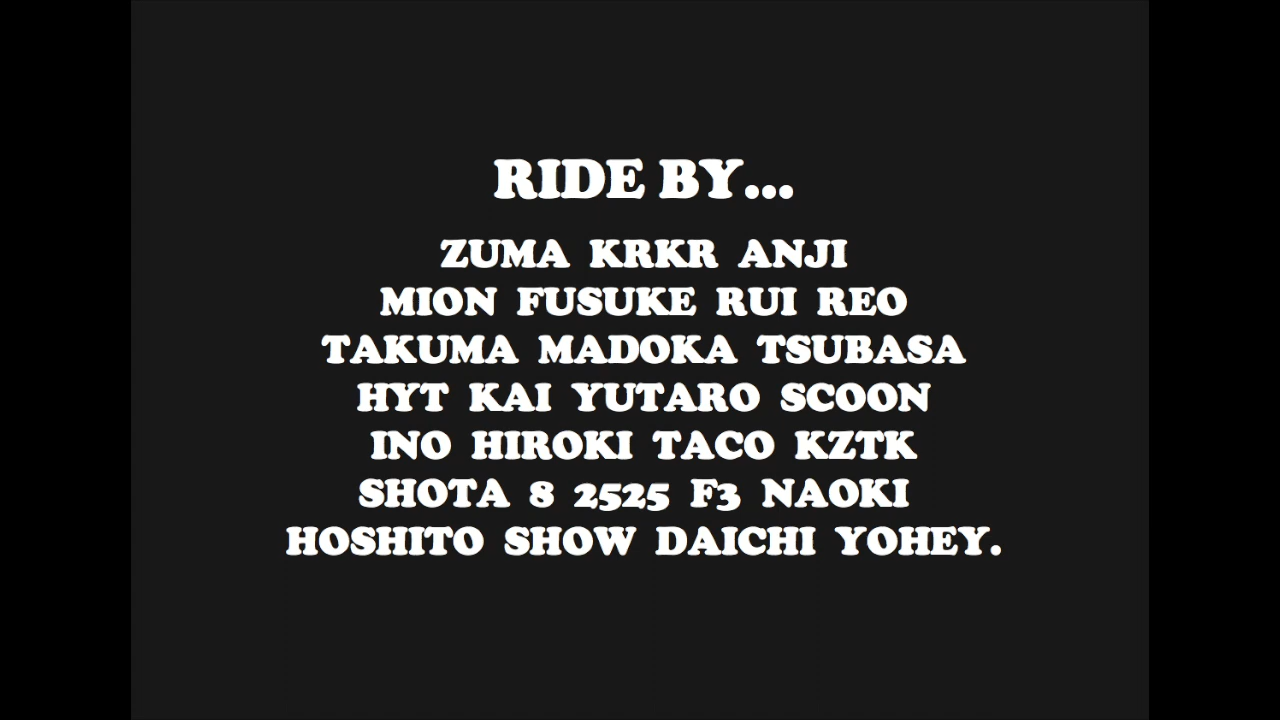 RIDE BY...
ZUMA KRKR ANJI
MION FUSUKE RUI REO
TAKUMA MADOKA TSUBASA
HYT KAI YUTARO SCOON
INO HIROKI TACO KZTK
SHOTA 8 2525 F3 NAOKI
HOSHITO SHOW DAICHI YOHEY.